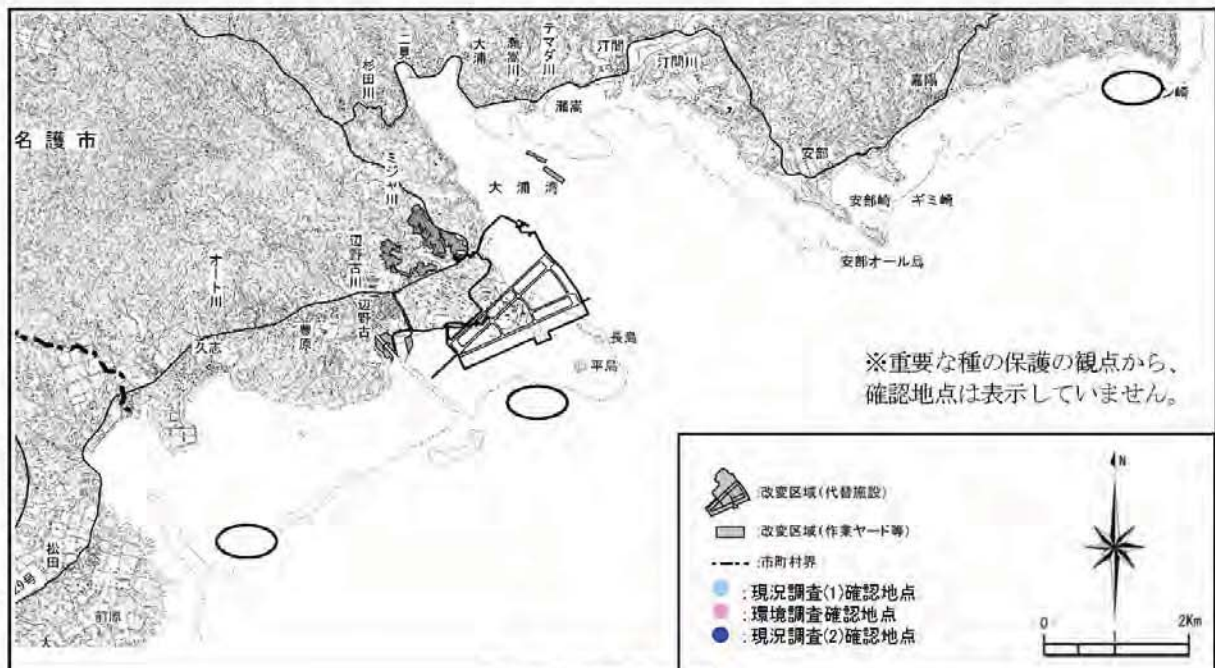 名護市
杉田川
二見
大浦
瀬嵩川
テマダ川
汀間
汀間川
瀬嵩
嘉陽
ン崎
安部
安部崎
ギミ崎
安部オール島
大浦湾
ミジャ川
辺野古川
辺野古
オート川
豊原
久志
長島
平島
松田
29号
前原
※重要な種の保護の観点から、
確認地点は表示していません。
:改変区域(代替施設)
:改変区域(作業ヤード等)
:市町村界
:現況調査(1)確認地点
:環境調査確認地点
:現況調査(2)確認地点
N
0 2Km